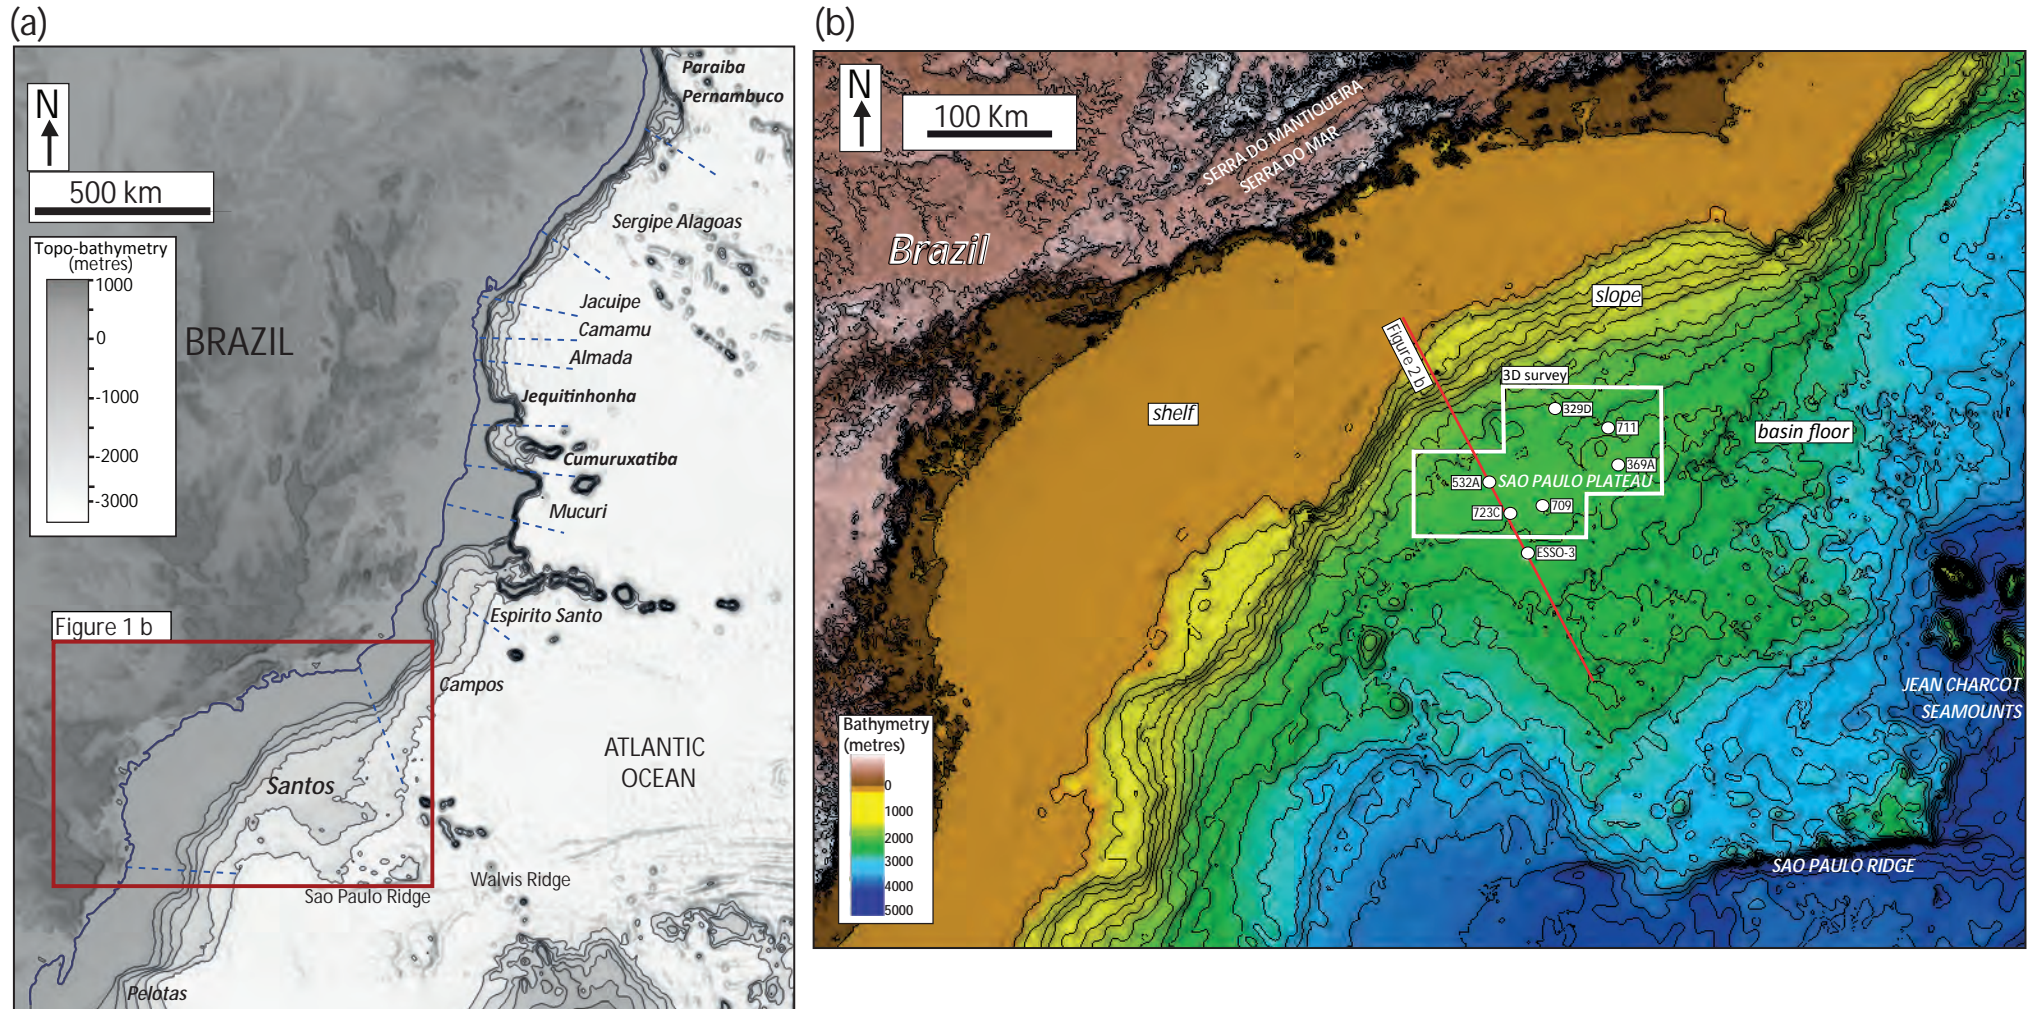 (a)
N
500 km
Topo-bathymetry
(metres)
1000
0
-1000
-2000
-3000
BRAZIL
Paraiba
Pernambuco
Sergipe Alagoas
Jacuipe
Camamu
Almada
Jequitinhonha
Cumuruxatiba
Mucuri
Espirito Santo
Figure 1 b
Campos
Santos
ATLANTIC
OCEAN
Sao Paulo Ridge
Walvis Ridge
Pelotas
(b)
N
100 Km
SERRA DO MANTIQUEIRA
SERRA DO MAR
Brazil
slope
Figure 2 b
3D survey
shelf
329D
711
basin floor
369A
532A
SAO PAULO PLATEAU
709
723C
ESSO-3
JEAN CHARCOT
SEAMOUNTS
Bathymetry
(metres)
0
1000
2000
3000
4000
5000
SAO PAULO RIDGE